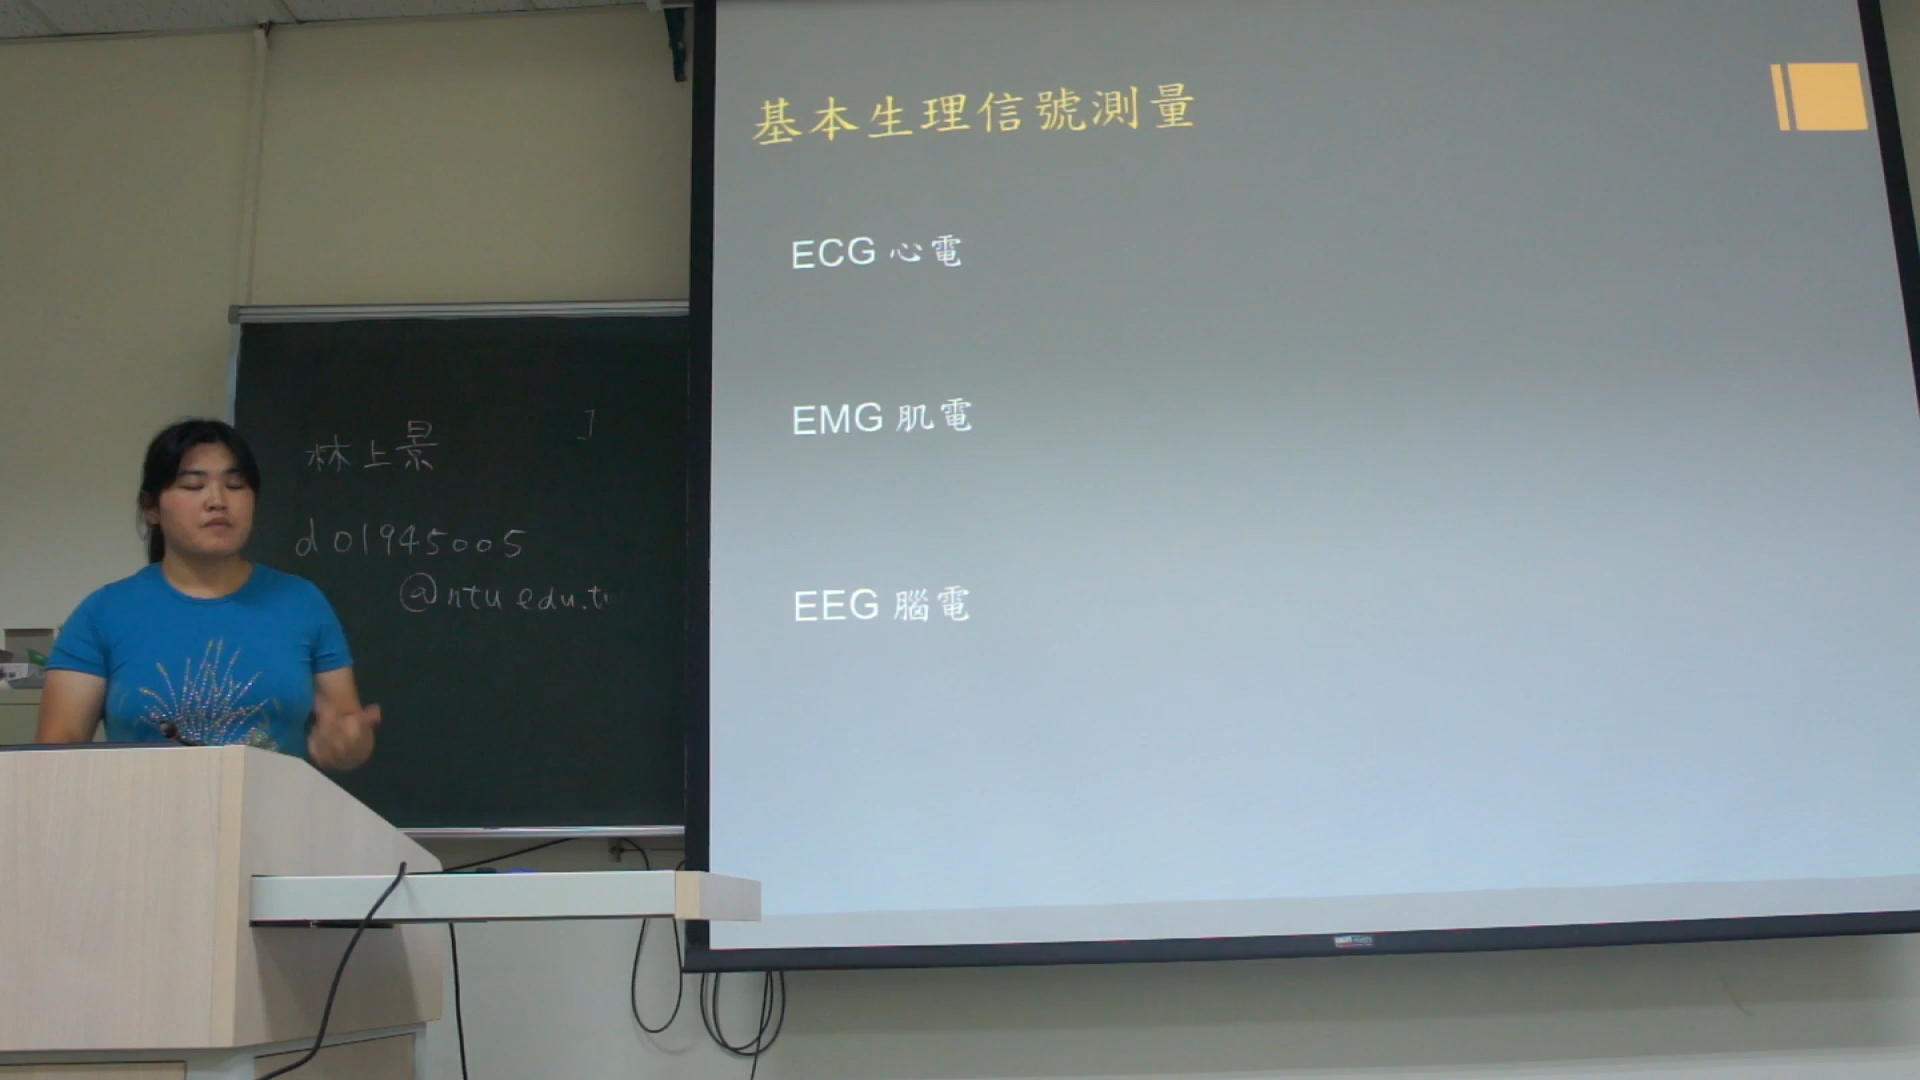 基本生理信號測量
ECG 心電
EMG 肌電
EEG 腦電
林上景
d01945005
@ntu edu.t